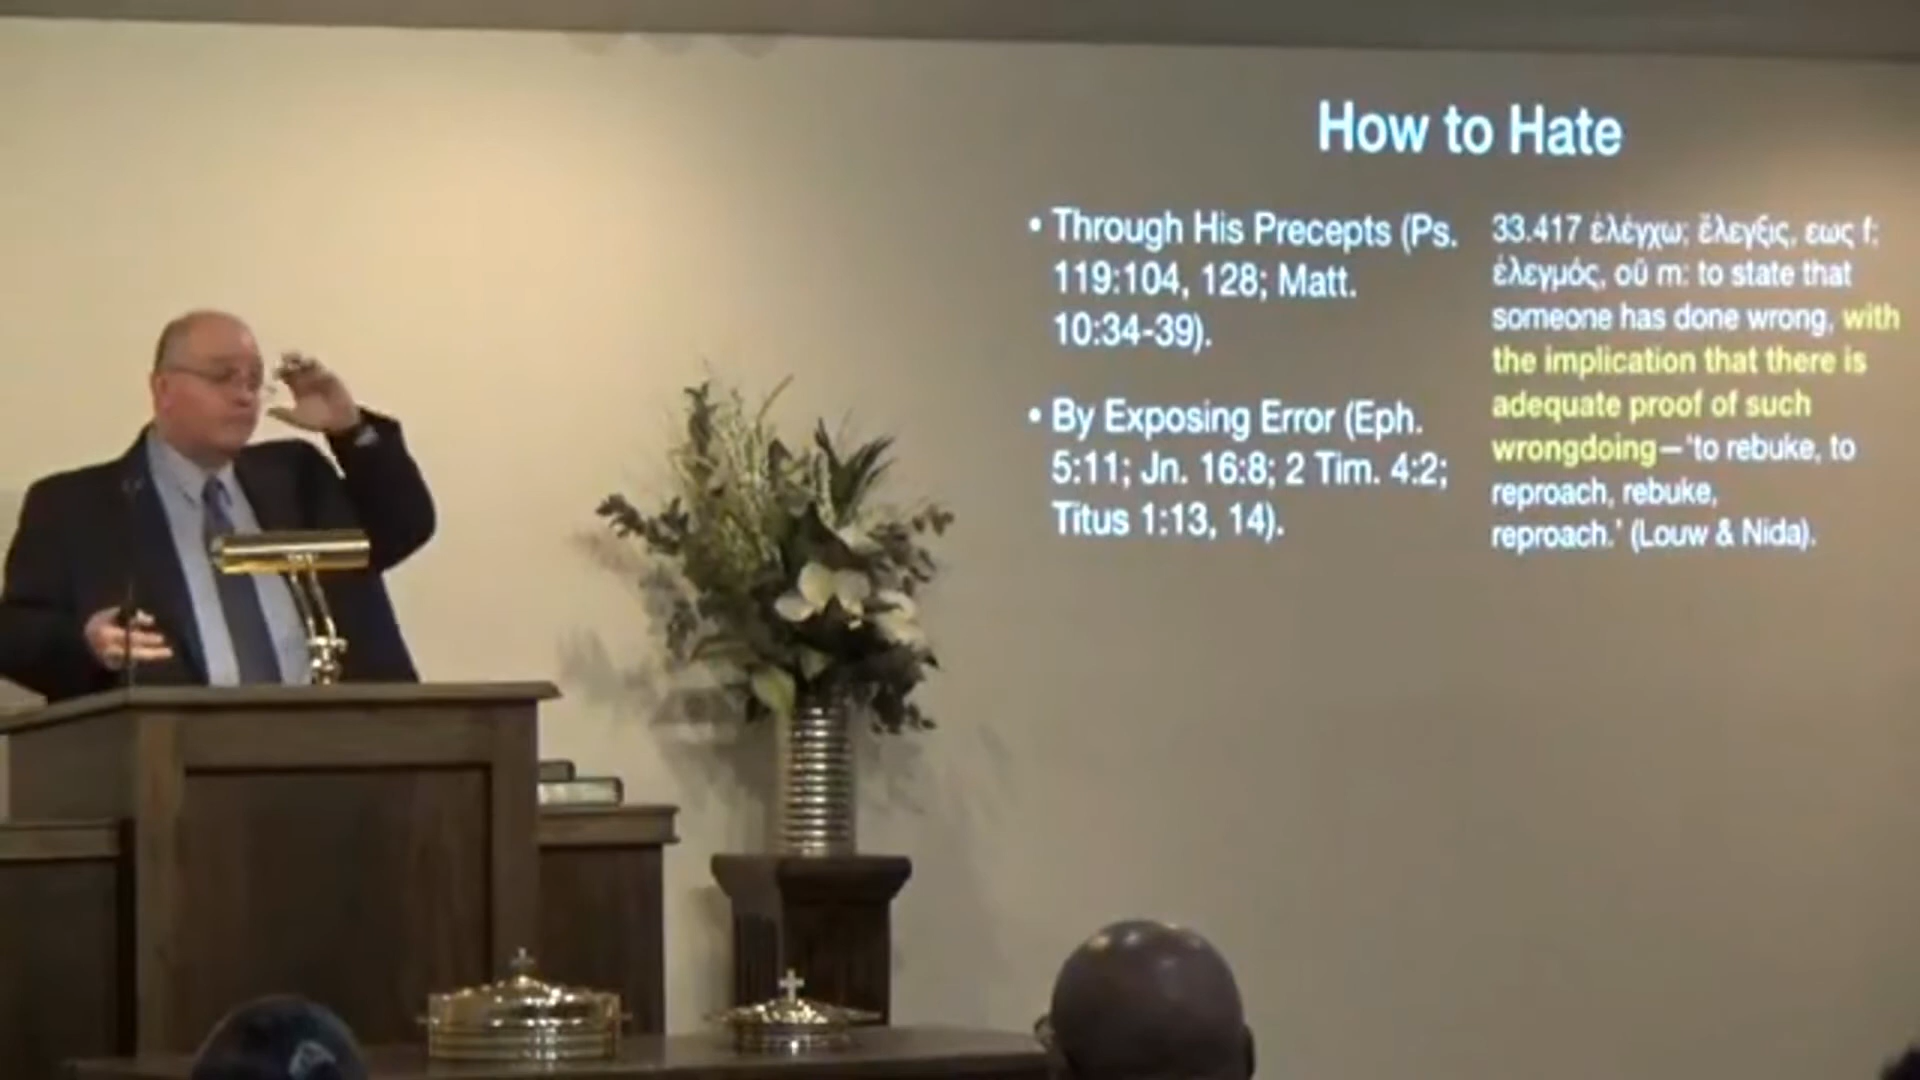 How to Hate
• Through His Precepts (Ps.
119:104, 128; Matt.
10:34-39).
• By Exposing Error (Eph.
5:11; Jn. 16:8; 2 Tim. 4:2;
Titus 1:13, 14).
33.417 ἐλέγχω; ἔλεγξις, εως f;
ἐλεγμός, οῦ m: to state that
someone has done wrong, with
the implication that there is
adequate proof of such
wrongdoing—‘to rebuke, to
reproach, rebuke,
reproach.’ (Louw & Nida).